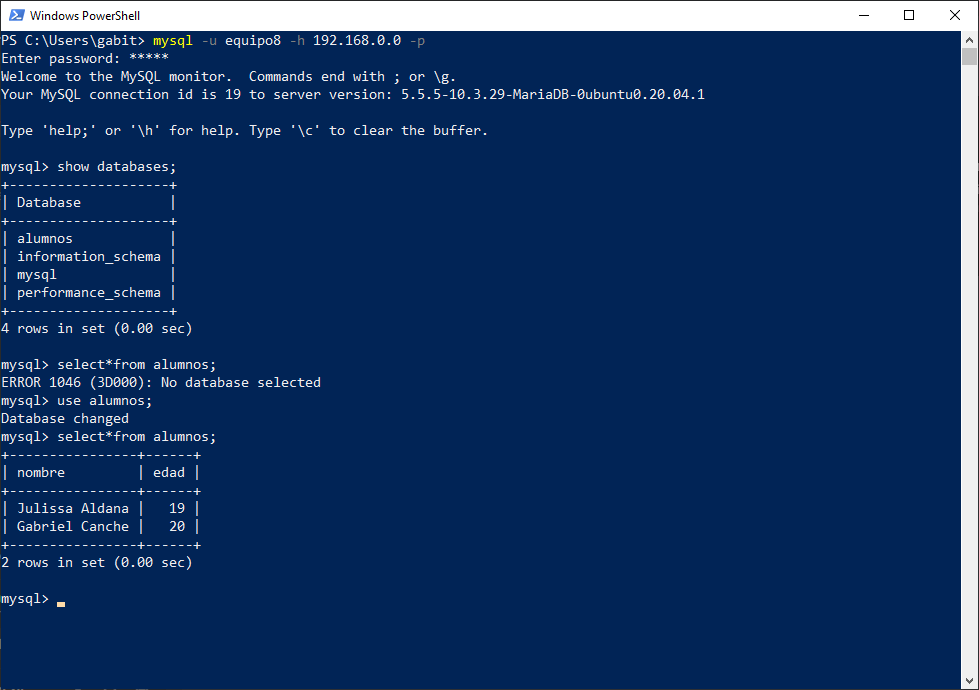 Windows PowerShell
PS C:\Users\gabit> mysql -u equipo8 -h 192.168.0.0 -p
Enter password: *****
Welcome to the MySQL monitor.  Commands end with ; or \g.
Your MySQL connection id is 19 to server version: 5.5.5-10.3.29-MariaDB-0ubuntu0.20.04.1

Type 'help;' or '\h' for help. Type '\c' to clear the buffer.

mysql> show databases;
+--------------------+
| Database           |
+--------------------+
| alumnos            |
| information_schema |
| mysql              |
| performance_schema |
+--------------------+
4 rows in set (0.00 sec)

mysql> select*from alumnos;
ERROR 1046 (3D000): No database selected
mysql> use alumnos;
Database changed
mysql> select*from alumnos;
+----------------+------+
| nombre         | edad |
+----------------+------+
| Julissa Aldana |   19 |
| Gabriel Canche |   20 |
+----------------+------+
2 rows in set (0.00 sec)

mysql>